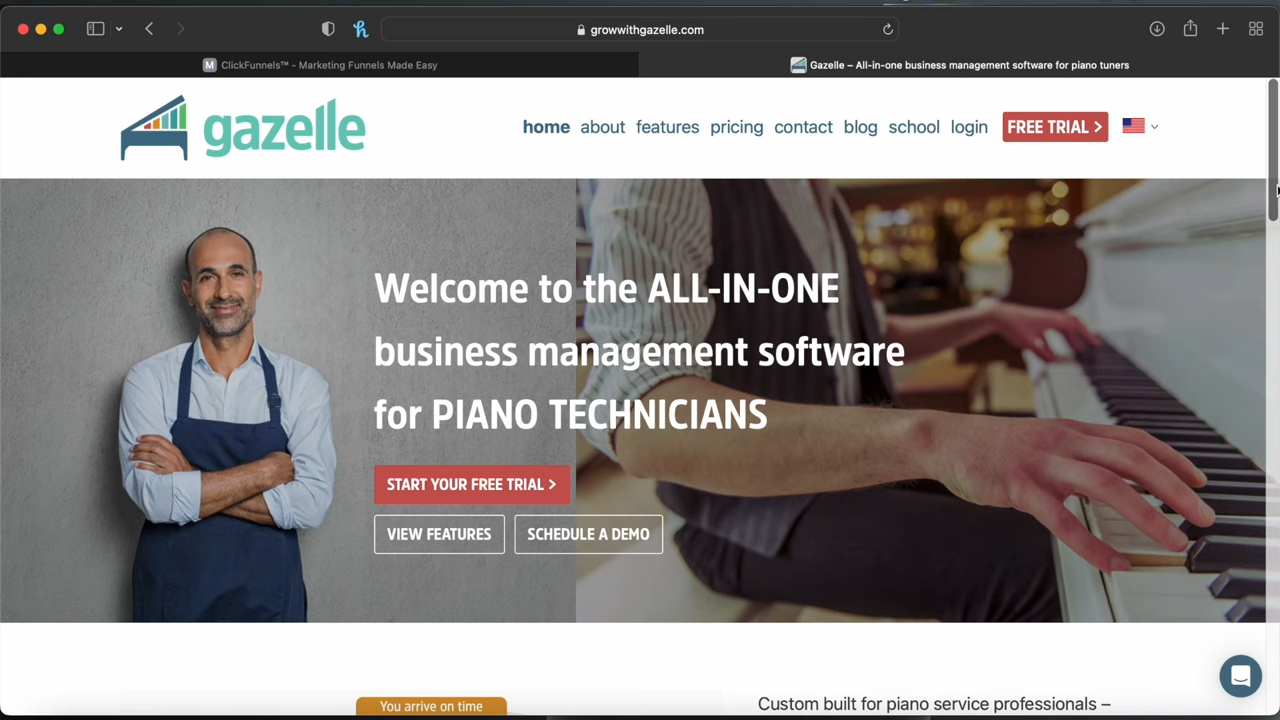 growwithgazelle.com
M ClickFunnels™ - Marketing Funnels Made Easy
Gazelle – All-in-one business management software for piano tuners
gazelle
home about features pricing contact blog school login FREE TRIAL >
Welcome to the ALL-IN-ONE
business management software
for PIANO TECHNICIANS
START YOUR FREE TRIAL >
VIEW FEATURES SCHEDULE A DEMO
You arrive on time
Custom built for piano service professionals –